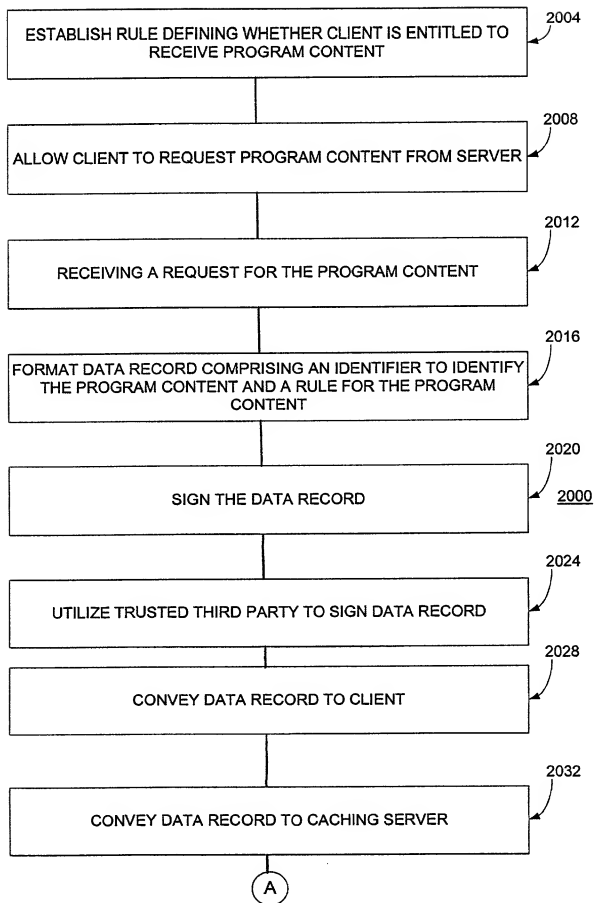 ESTABLISH RULE DEFINING WHETHER CLIENT IS ENTITLED TO
RECEIVE PROGRAM CONTENT
2004
ALLOW CLIENT TO REQUEST PROGRAM CONTENT FROM SERVER
2008
RECEIVING A REQUEST FOR THE PROGRAM CONTENT
2012
FORMAT DATA RECORD COMPRISING AN IDENTIFIER TO IDENTIFY
THE PROGRAM CONTENT AND A RULE FOR THE PROGRAM
CONTENT
2016
SIGN THE DATA RECORD
2020
2000
UTILIZE TRUSTED THIRD PARTY TO SIGN DATA RECORD
2024
CONVEY DATA RECORD TO CLIENT
2028
CONVEY DATA RECORD TO CACHING SERVER
2032
A